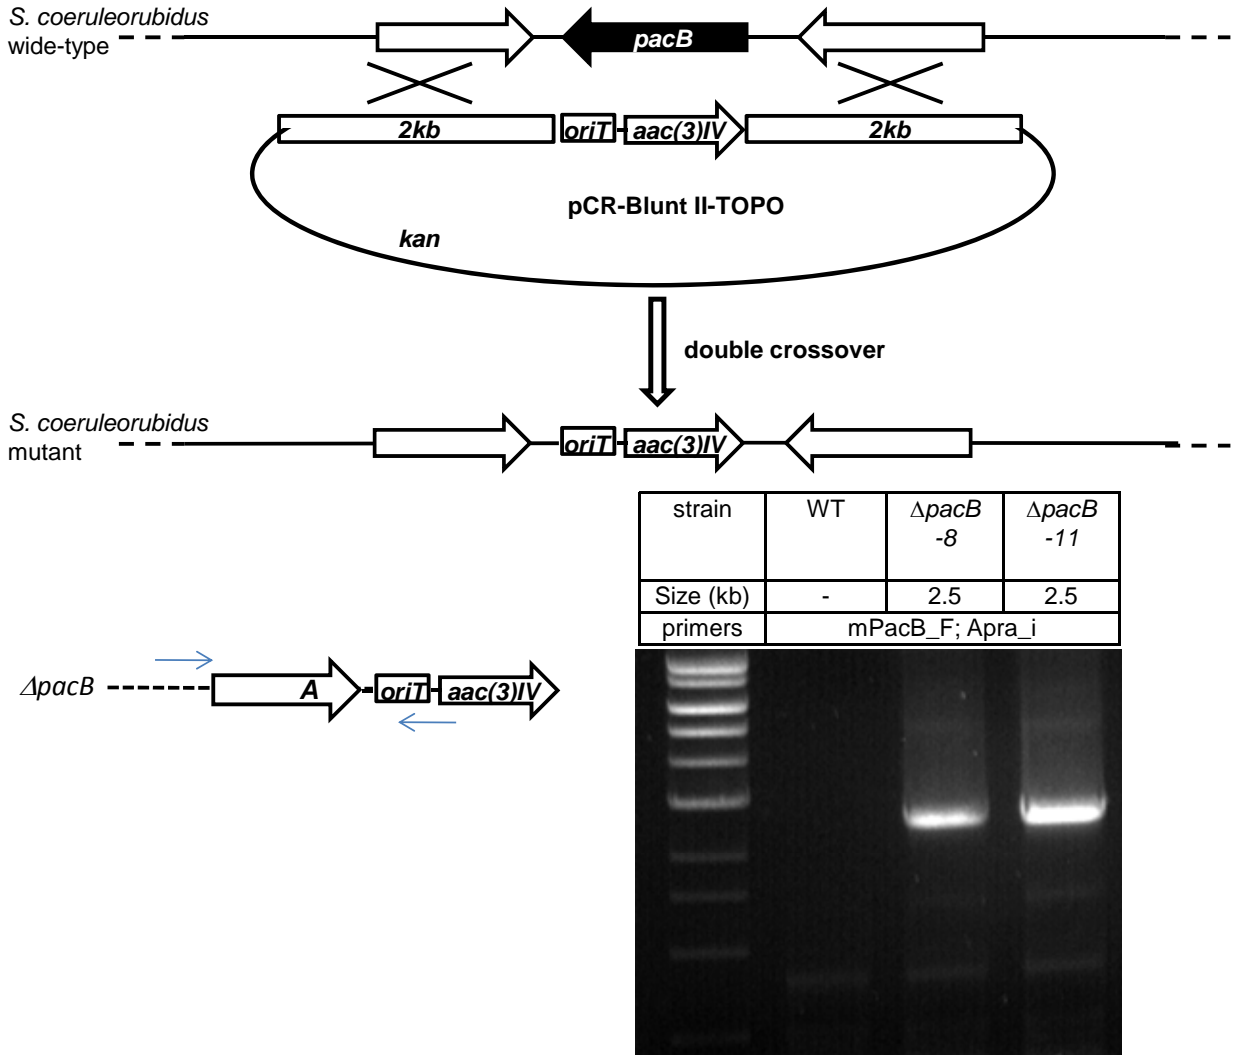 S. coeruleorubidus
wide-type
pacB
2kb oriT aac(3)IV 2kb
pCR-Blunt II-TOPO
kan
double crossover
S. coeruleorubidus
mutant
oriT aac(3)IV
strain WT ΔpacB ΔpacB
-8 -11
Size (kb) - 2.5 2.5
primers mPacB_F; Apra_i
ΔpacB A oriT aac(3)IV